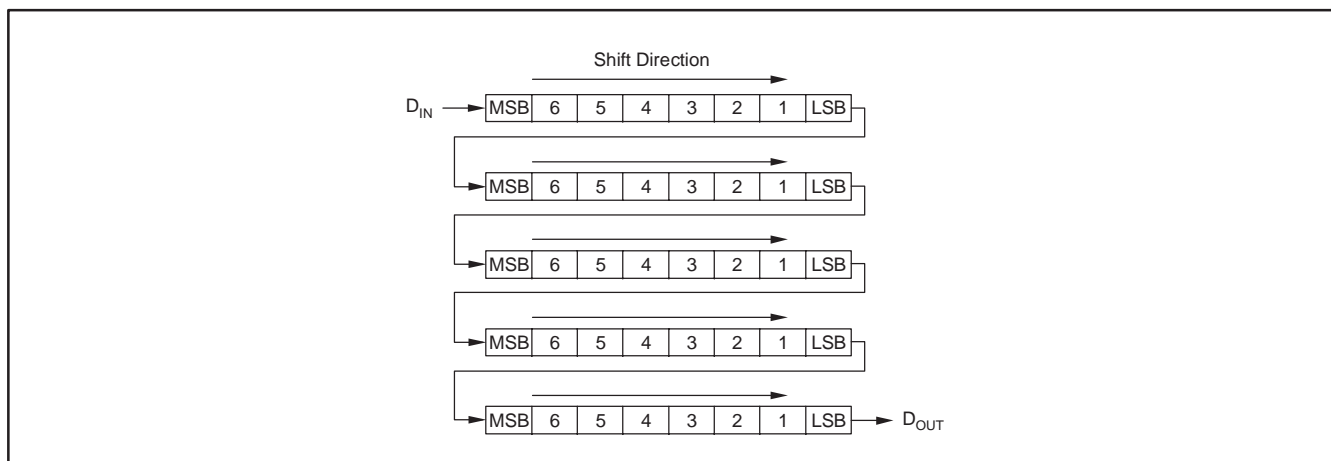 Shift Direction
D_IN MSB 6 5 4 3 2 1 LSB
MSB 6 5 4 3 2 1 LSB
MSB 6 5 4 3 2 1 LSB
MSB 6 5 4 3 2 1 LSB
MSB 6 5 4 3 2 1 LSB D_OUT